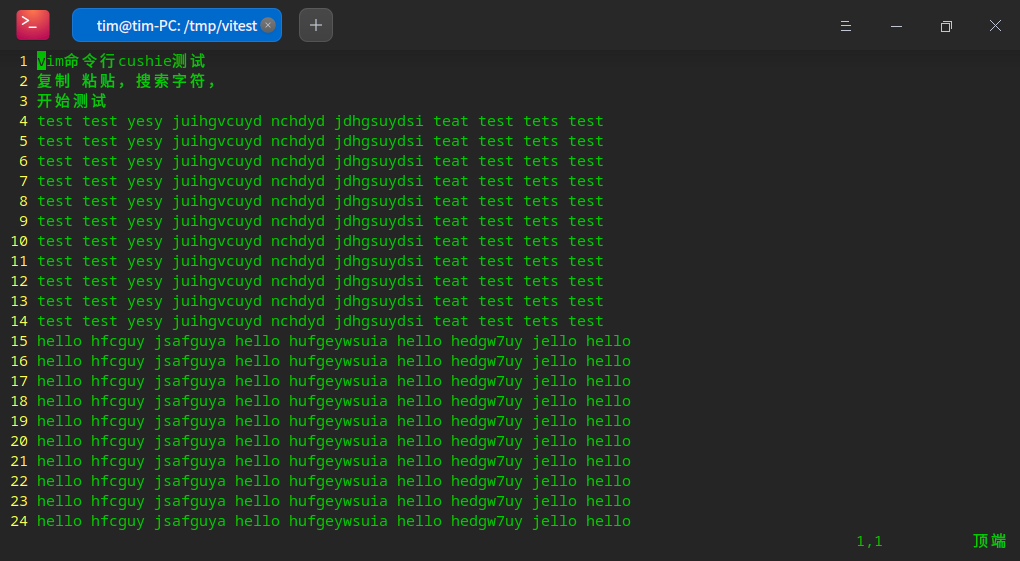 >_ tim@tim-PC: /tmp/vitest × +
1 vim命令行cushie测试
2 复制 粘贴，搜索字符，
3 开始测试
4 test test yesy juihgvcuyd nchdyd jdhgsuydsi teat test tets test
5 test test yesy juihgvcuyd nchdyd jdhgsuydsi teat test tets test
6 test test yesy juihgvcuyd nchdyd jdhgsuydsi teat test tets test
7 test test yesy juihgvcuyd nchdyd jdhgsuydsi teat test tets test
8 test test yesy juihgvcuyd nchdyd jdhgsuydsi teat test tets test
9 test test yesy juihgvcuyd nchdyd jdhgsuydsi teat test tets test
10 test test yesy juihgvcuyd nchdyd jdhgsuydsi teat test tets test
11 test test yesy juihgvcuyd nchdyd jdhgsuydsi teat test tets test
12 test test yesy juihgvcuyd nchdyd jdhgsuydsi teat test tets test
13 test test yesy juihgvcuyd nchdyd jdhgsuydsi teat test tets test
14 test test yesy juihgvcuyd nchdyd jdhgsuydsi teat test tets test
15 hello hfcguy jsafguya hello hufgeywsuia hello hedgw7uy jello hello
16 hello hfcguy jsafguya hello hufgeywsuia hello hedgw7uy jello hello
17 hello hfcguy jsafguya hello hufgeywsuia hello hedgw7uy jello hello
18 hello hfcguy jsafguya hello hufgeywsuia hello hedgw7uy jello hello
19 hello hfcguy jsafguya hello hufgeywsuia hello hedgw7uy jello hello
20 hello hfcguy jsafguya hello hufgeywsuia hello hedgw7uy jello hello
21 hello hfcguy jsafguya hello hufgeywsuia hello hedgw7uy jello hello
22 hello hfcguy jsafguya hello hufgeywsuia hello hedgw7uy jello hello
23 hello hfcguy jsafguya hello hufgeywsuia hello hedgw7uy jello hello
24 hello hfcguy jsafguya hello hufgeywsuia hello hedgw7uy jello hello
1,1 顶端